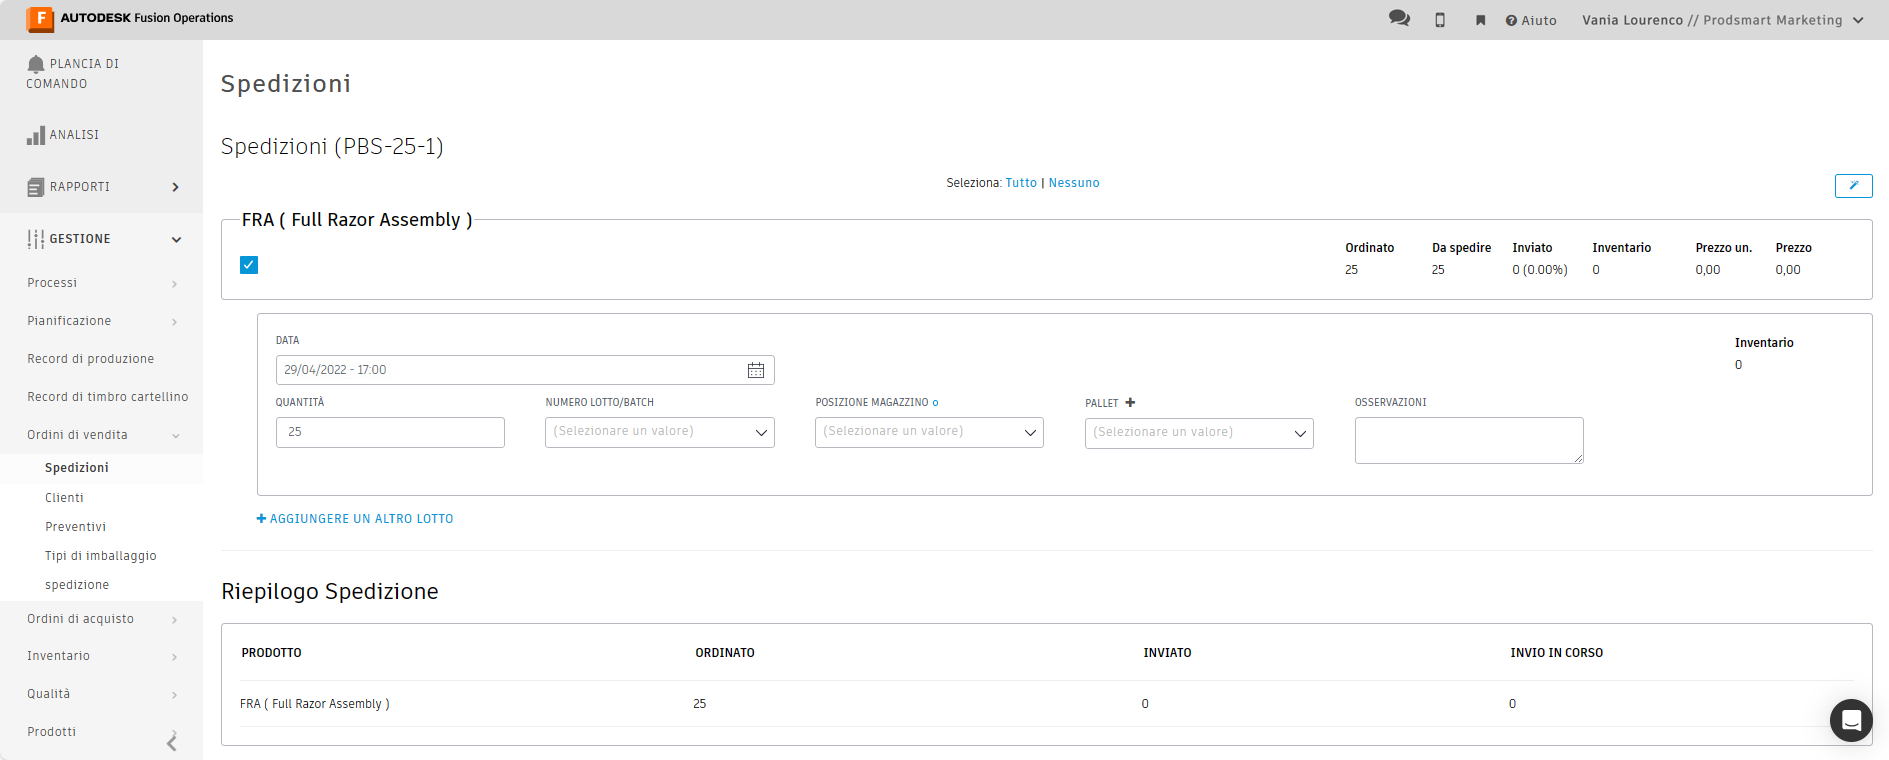 AUTODESK Fusion Operations
Aiuto
Vania Lourenco // Prodsmart Marketing
PLANCIA DI
COMANDO
ANALISI
RAPPORTI
GESTIONE
Processi
Pianificazione
Record di produzione
Record di timbro cartellino
Ordini di vendita
Spedizioni
Clienti
Preventivi
Tipi di imballaggio
spedizione
Ordini di acquisto
Inventario
Qualità
Prodotti
Spedizioni
Spedizioni (PBS-25-1)
Seleziona: Tutto | Nessuno
FRA ( Full Razor Assembly )
Ordinato Da spedire Inviato Inventario Prezzo un. Prezzo
25 25 0 (0.00%) 0 0,00 0,00
DATA
29/04/2022 - 17:00
Inventario
0
QUANTITÀ NUMERO LOTTO/BATCH POSIZIONE MAGAZZINO o PALLET + OSSERVAZIONI
25 (Selezionare un valore) (Selezionare un valore) (Selezionare un valore)
+ AGGIUNGERE UN ALTRO LOTTO
Riepilogo Spedizione
PRODOTTO ORDINATO INVIATO INVIO IN CORSO
FRA ( Full Razor Assembly ) 25 0 0